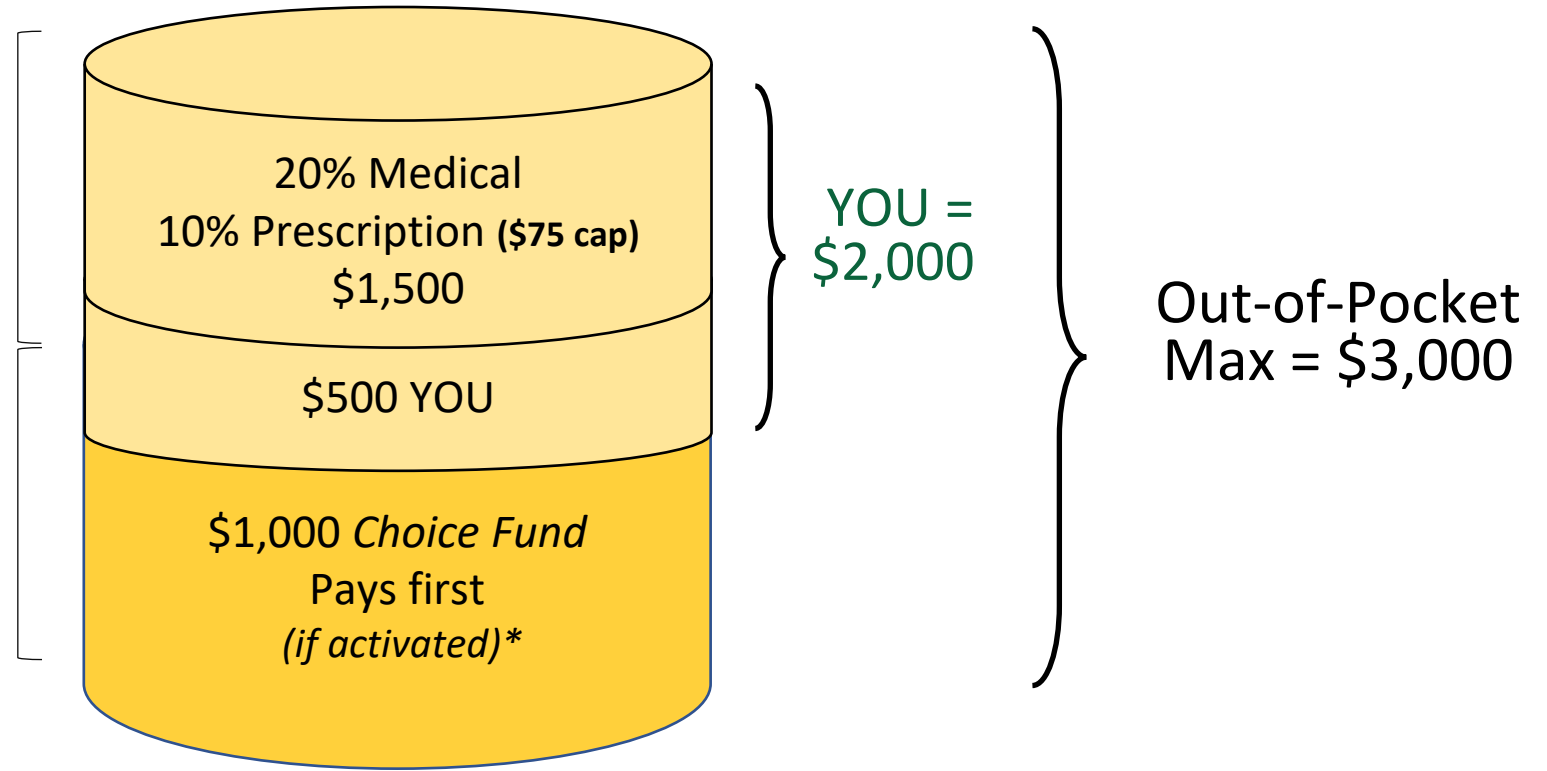 20% Medical
10% Prescription ($75 cap)
$1,500
$500 YOU
$1,000 Choice Fund
Pays first
(if activated)*
YOU =
$2,000
Out-of-Pocket
Max = $3,000